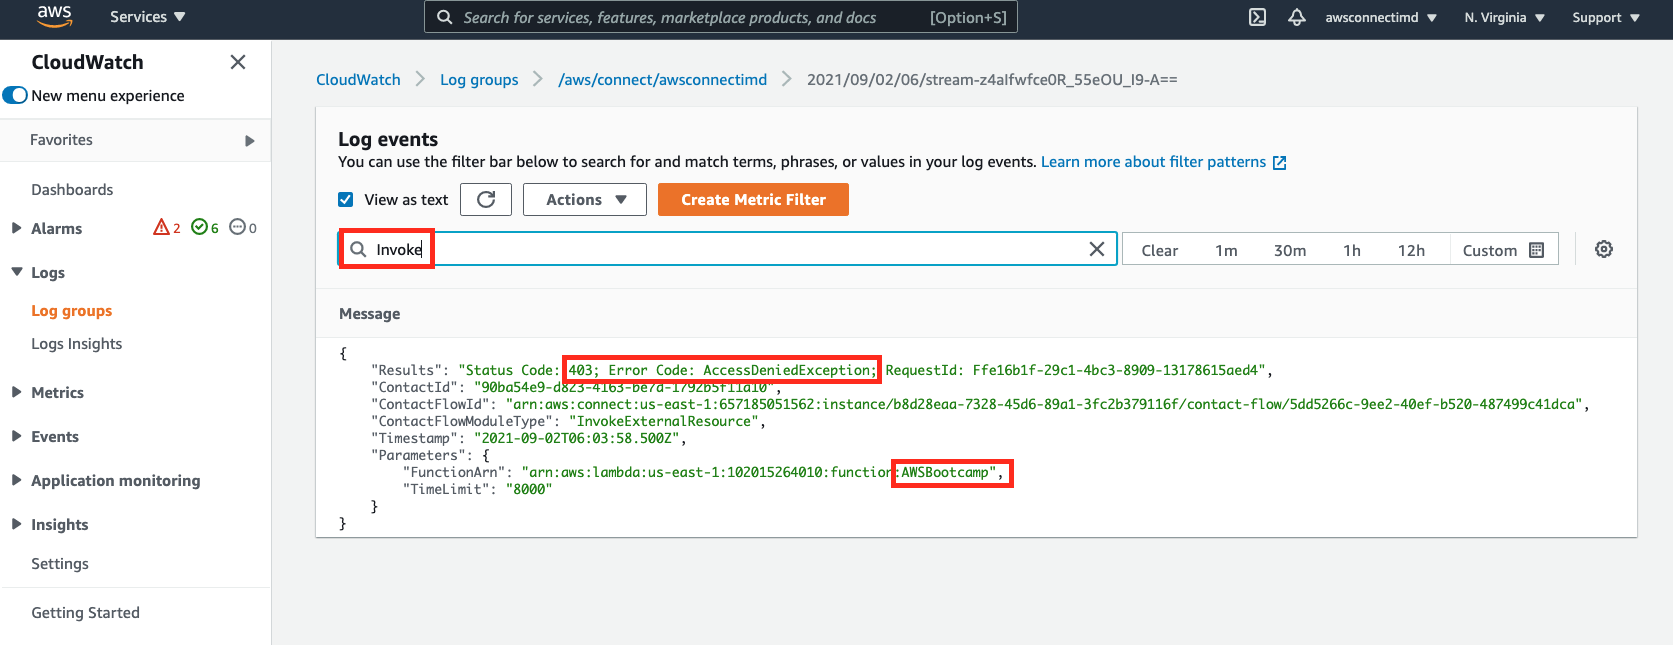 aws
Services
Search for services, features, marketplace products, and docs [Option+S]
awsconnectimd
N. Virginia
Support
CloudWatch
New menu experience
Favorites
Dashboards
Alarms 2 6 0
Logs
Log groups
Logs Insights
Metrics
Events
Application monitoring
Insights
Settings
Getting Started
CloudWatch > Log groups > /aws/connect/awsconnectimd > 2021/09/02/06/stream-z4aIfwfce0R_55eOU_I9-A==
Log events
You can use the filter bar below to search for and match terms, phrases, or values in your log events. Learn more about filter patterns
View as text
Actions
Create Metric Filter
Invoke
Clear 1m 30m 1h 12h Custom
Message
{
"Results": "Status Code: 403; Error Code: AccessDeniedException; RequestId: Ffe16b1f-29c1-4bc3-8909-13178615aed4",
"ContactId": "90ba54e9-d823-4163-be7d-1792b5f11a10",
"ContactFlowId": "arn:aws:connect:us-east-1:657185051562:instance/b8d28eaa-7328-45d6-89a1-3fc2b379116f/contact-flow/5dd5266c-9ee2-40ef-b520-487499c41dca",
"ContactFlowModuleType": "InvokeExternalResource",
"Timestamp": "2021-09-02T06:03:58.500Z",
"Parameters": {
"FunctionArn": "arn:aws:lambda:us-east-1:102015264010:function:AWSBootcamp",
"TimeLimit": "8000"
}
}